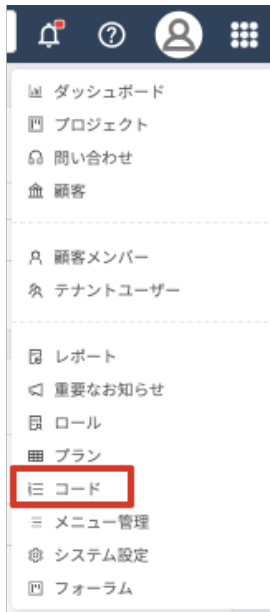 ダッシュボード
プロジェクト
問い合わせ
顧客
顧客メンバー
テナントユーザー
レポート
重要なお知らせ
ロール
プラン
コード
メニュー管理
システム設定
フォーラム